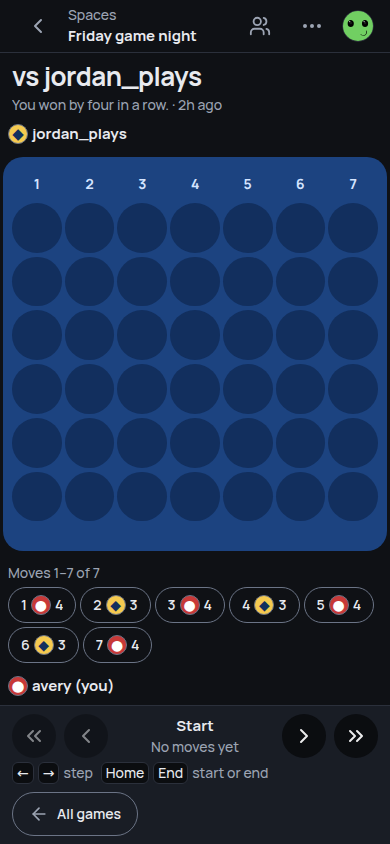 Spaces
Friday game night
vs jordan_plays
You won by four in a row. · 2h ago
jordan_plays
1 2 3 4 5 6 7
Moves 1–7 of 7
1 4 2 3 3 4 4 3 5 4
6 3 7 4
avery (you)
Start
No moves yet
← → step Home End start or end
← All games